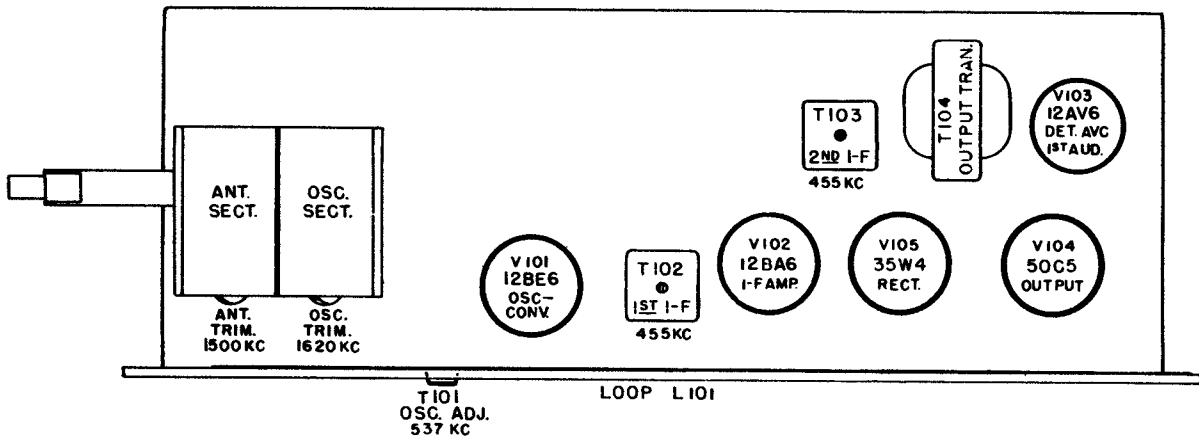 ANT.
SECT.
OSC.
SECT.
ANT.
TRIM.
1500KC
OSC.
TRIM.
1620KC
V101
12BE6
OSC-
CONV.
T102
1ST I-F
455KC
V102
12BA6
I-F AMP.
T103
2ND I-F
455KC
T104
OUTPUT TRAN.
V103
12AV6
DET. AVC
1ST AUD.
V105
35W4
RECT.
V104
50C5
OUTPUT
T101
OSC. ADJ.
537 KC
LOOP L101